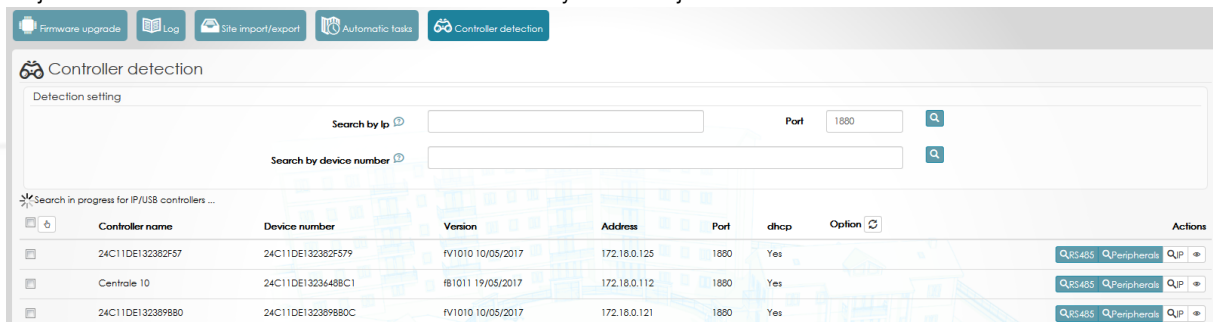 Firmware upgrade Log Site import/export Automatic tasks Controller detection
Controller detection
Detection setting
Search by Ip Port 1880
Search by device number
Search in progress for IP/USB controllers ...
Controller name Device number Version Address Port dhcp Option Actions
24C11DE132382F57 24C11DE132382F579 fV1010 10/05/2017 172.18.0.125 1880 Yes RS485 Peripherals IP
Centrale 10 24C11DE1323648BC1 fB1011 19/05/2017 172.18.0.112 1880 Yes RS485 Peripherals IP
24C11DE132389BB0 24C11DE132389BB0C fV1010 10/05/2017 172.18.0.121 1880 Yes RS485 Peripherals IP